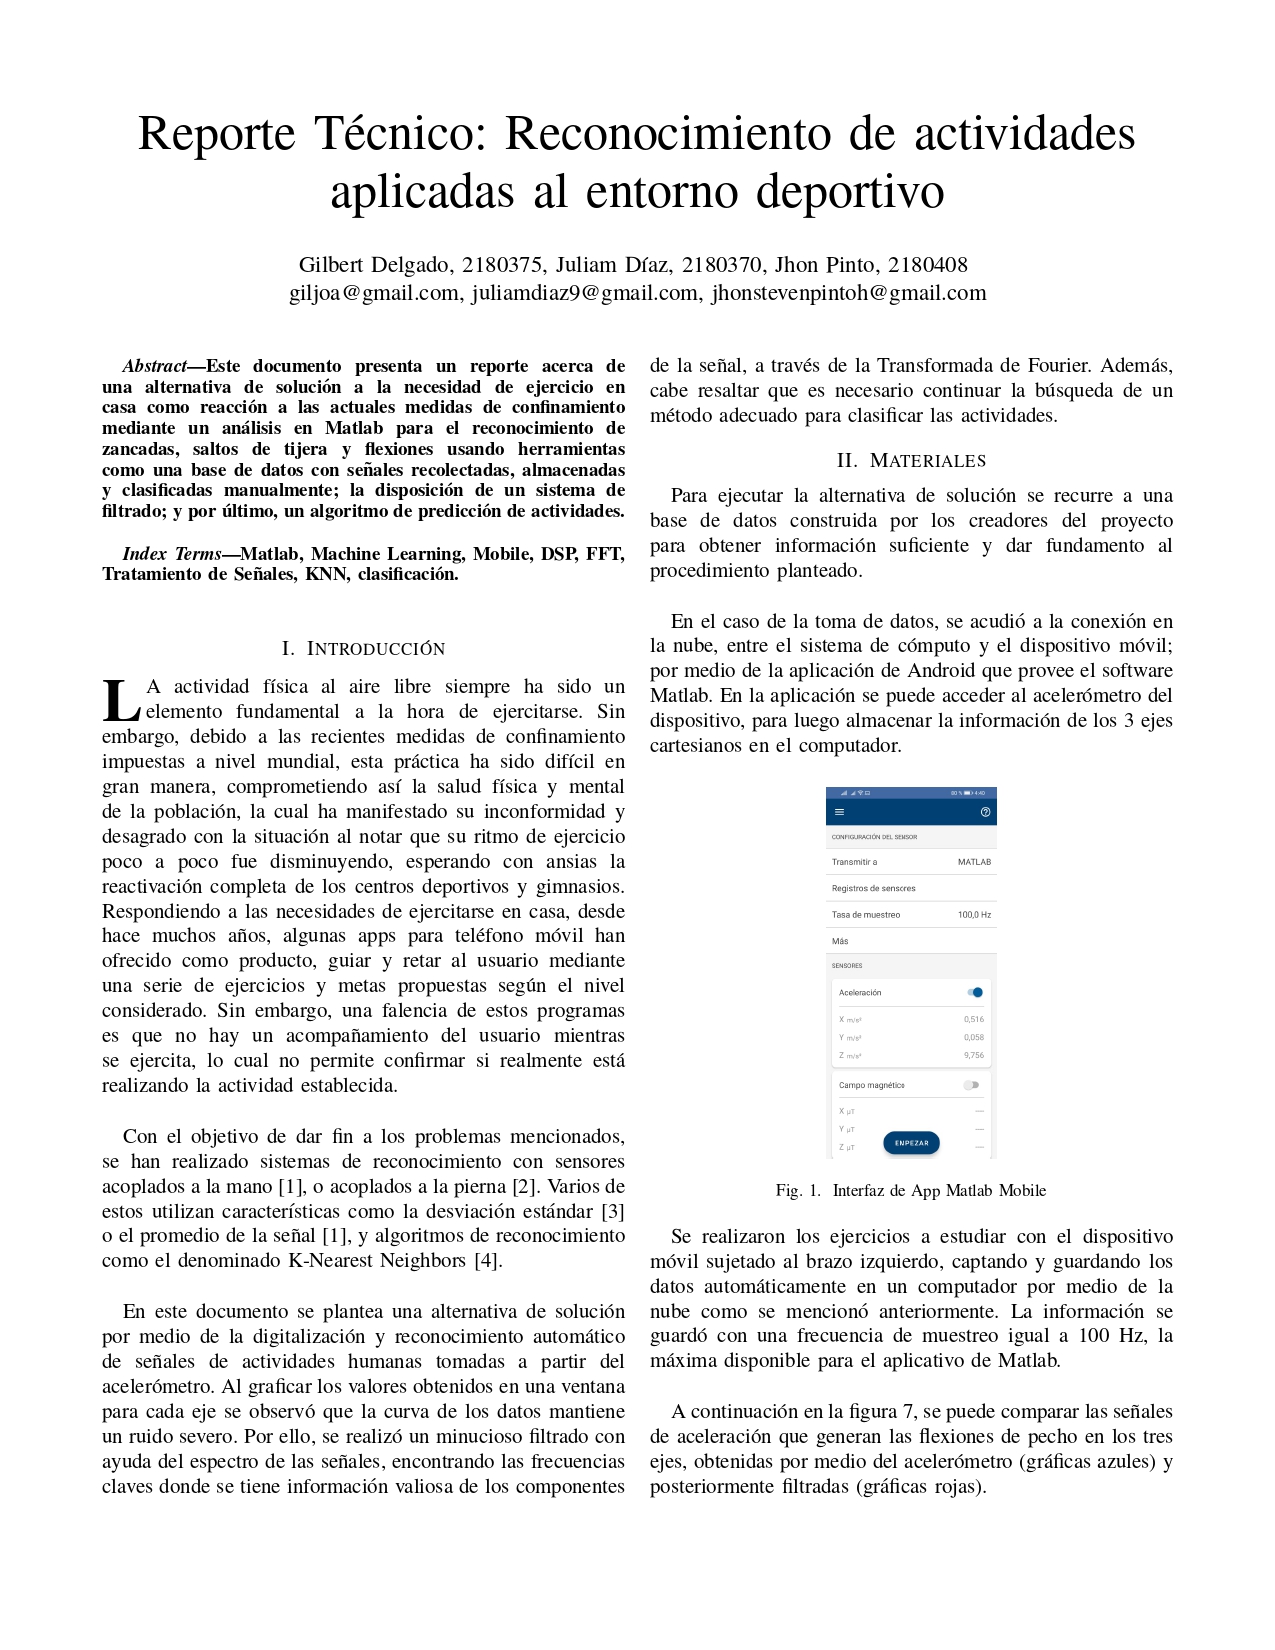 Reporte Técnico: Reconocimiento de actividades
aplicadas al entorno deportivo
Gilbert Delgado, 2180375, Juliam Díaz, 2180370, Jhon Pinto, 2180408
giljoa@gmail.com, juliamdiaz9@gmail.com, jhonstevenpintoh@gmail.com
Abstract—Este documento presenta un reporte acerca de
una alternativa de solución a la necesidad de ejercicio en
casa como reacción a las actuales medidas de confinamiento
mediante un análisis en Matlab para el reconocimiento de
zancadas, saltos de tijera y flexiones usando herramientas
como una base de datos con señales recolectadas, almacenadas
y clasificadas manualmente; la disposición de un sistema de
filtrado; y por último, un algoritmo de predicción de actividades.
Index Terms—Matlab, Machine Learning, Mobile, DSP, FFT,
Tratamiento de Señales, KNN, clasificación.
I. INTRODUCCIÓN
LA actividad física al aire libre siempre ha sido un
elemento fundamental a la hora de ejercitarse. Sin
embargo, debido a las recientes medidas de confinamiento
impuestas a nivel mundial, esta práctica ha sido difícil en
gran manera, comprometiendo así la salud física y mental
de la población, la cual ha manifestado su inconformidad y
desagrado con la situación al notar que su ritmo de ejercicio
poco a poco fue disminuyendo, esperando con ansias la
reactivación completa de los centros deportivos y gimnasios.
Respondiendo a las necesidades de ejercitarse en casa, desde
hace muchos años, algunas apps para teléfono móvil han
ofrecido como producto, guiar y retar al usuario mediante
una serie de ejercicios y metas propuestas según el nivel
considerado. Sin embargo, una falencia de estos programas
es que no hay un acompañamiento del usuario mientras
se ejercita, lo cual no permite confirmar si realmente está
realizando la actividad establecida.
Con el objetivo de dar fin a los problemas mencionados,
se han realizado sistemas de reconocimiento con sensores
acoplados a la mano [1], o acoplados a la pierna [2]. Varios de
estos utilizan características como la desviación estándar [3]
o el promedio de la señal [1], y algoritmos de reconocimiento
como el denominado K-Nearest Neighbors [4].
En este documento se plantea una alternativa de solución
por medio de la digitalización y reconocimiento automático
de señales de actividades humanas tomadas a partir del
acelerómetro. Al graficar los valores obtenidos en una ventana
para cada eje se observó que la curva de los datos mantiene
un ruido severo. Por ello, se realizó un minucioso filtrado con
ayuda del espectro de las señales, encontrando las frecuencias
claves donde se tiene información valiosa de los componentes
de la señal, a través de la Transformada de Fourier. Además,
cabe resaltar que es necesario continuar la búsqueda de un
método adecuado para clasificar las actividades.
II. MATERIALES
Para ejecutar la alternativa de solución se recurre a una
base de datos construida por los creadores del proyecto
para obtener información suficiente y dar fundamento al
procedimiento planteado.
En el caso de la toma de datos, se acudió a la conexión en
la nube, entre el sistema de cómputo y el dispositivo móvil;
por medio de la aplicación de Android que provee el software
Matlab. En la aplicación se puede acceder al acelerómetro del
dispositivo, para luego almacenar la información de los 3 ejes
cartesianos en el computador.
80 % 4:40
CONFIGURACIÓN DEL SENSOR
Transmitir a MATLAB
Registros de sensores
Tasa de muestreo 100,0 Hz
Más
SENSORES
Aceleración
X m/s² 0,516
Y m/s² 0,058
Z m/s² 9,756
Campo magnético
X μT —
Y μT —
Z μT —
EMPEZAR
Fig. 1. Interfaz de App Matlab Mobile
Se realizaron los ejercicios a estudiar con el dispositivo
móvil sujetado al brazo izquierdo, captando y guardando los
datos automáticamente en un computador por medio de la
nube como se mencionó anteriormente. La información se
guardó con una frecuencia de muestreo igual a 100 Hz, la
máxima disponible para el aplicativo de Matlab.
A continuación en la figura 7, se puede comparar las señales
de aceleración que generan las flexiones de pecho en los tres
ejes, obtenidas por medio del acelerómetro (gráficas azules) y
posteriormente filtradas (gráficas rojas).